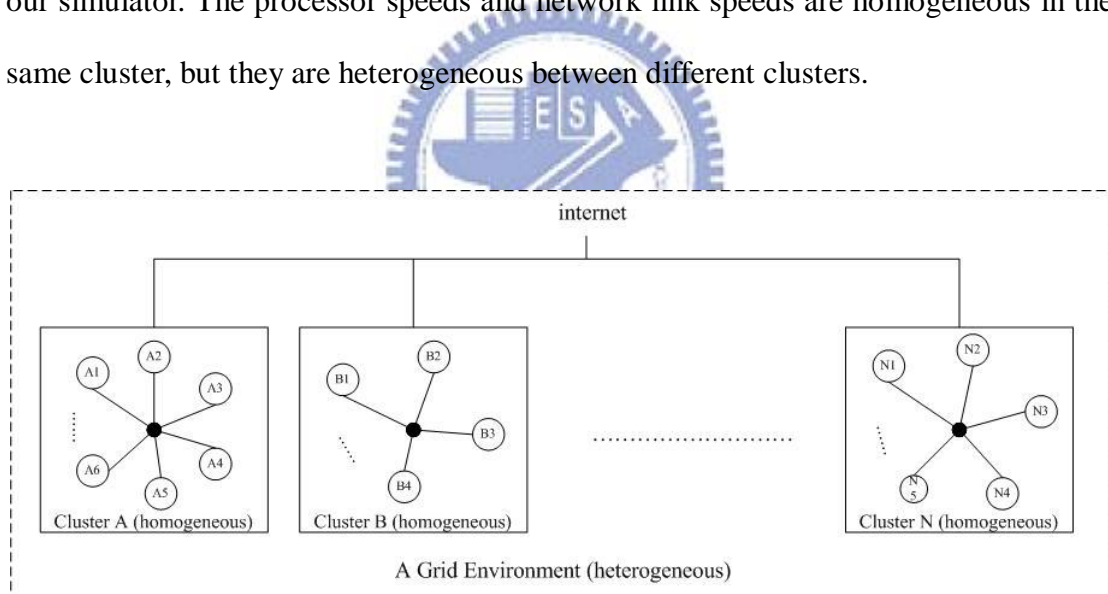 our simulator. The processor speeds and network link speeds are homogeneous in the
same cluster, but they are heterogeneous between different clusters.
ESA
internet
A1
A2
A3
A4
A5
A6
Cluster A (homogeneous)
B1
B2
B3
B4
Cluster B (homogeneous)
N1
N2
N3
N4
N
5
Cluster N (homogeneous)
A Grid Environment (heterogeneous)